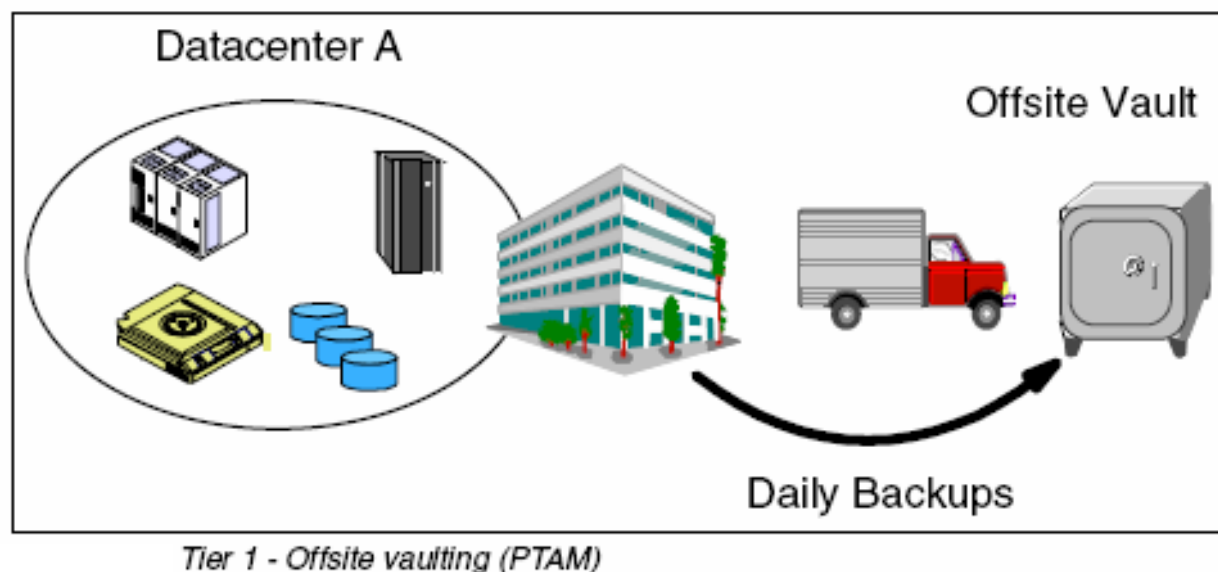 Datacenter A
Offsite Vault
Daily Backups
Tier 1 - Offsite vaulting (PTAM)